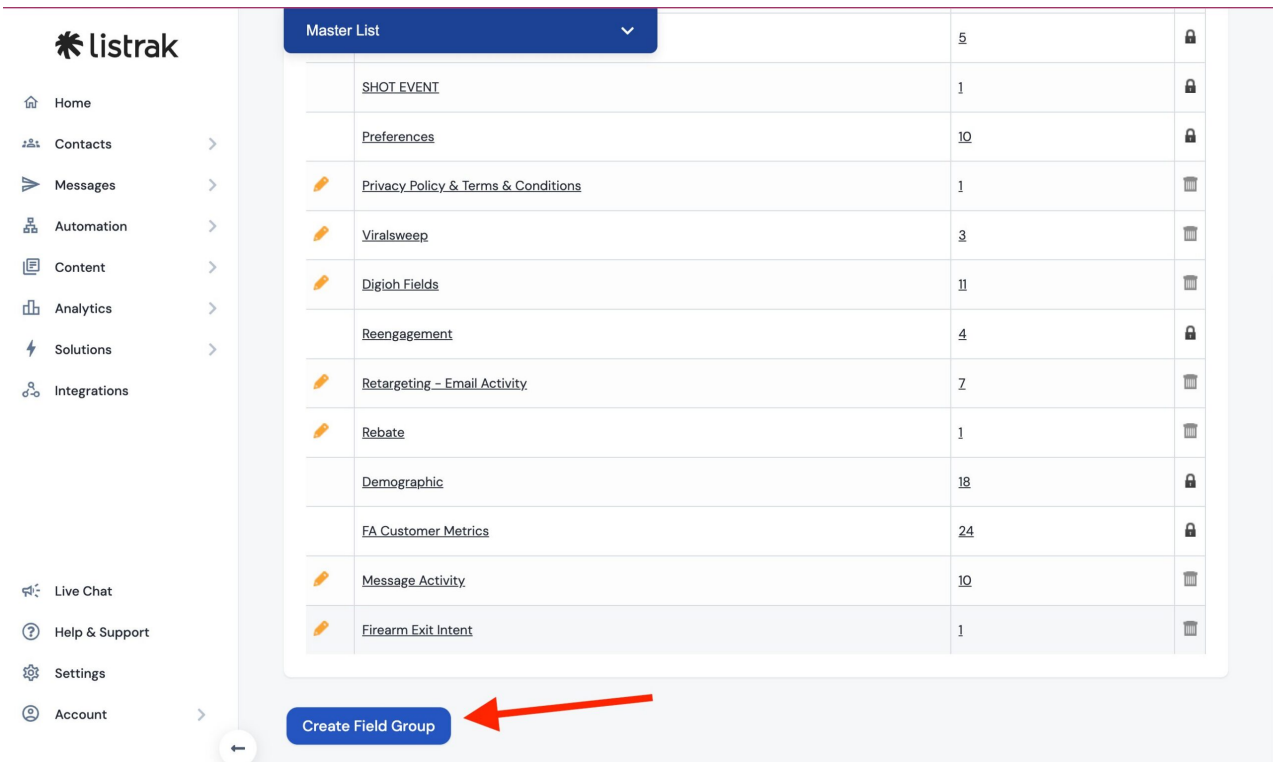 listrak
Home
Contacts
Messages
Automation
Content
Analytics
Solutions
Integrations
Live Chat
Help & Support
Settings
Account
Master List
5
SHOT EVENT 1
Preferences 10
Privacy Policy & Terms & Conditions 1
Viralsweep 3
Digioh Fields 11
Reengagement 4
Retargeting - Email Activity 7
Rebate 1
Demographic 18
FA Customer Metrics 24
Message Activity 10
Firearm Exit Intent 1
Create Field Group